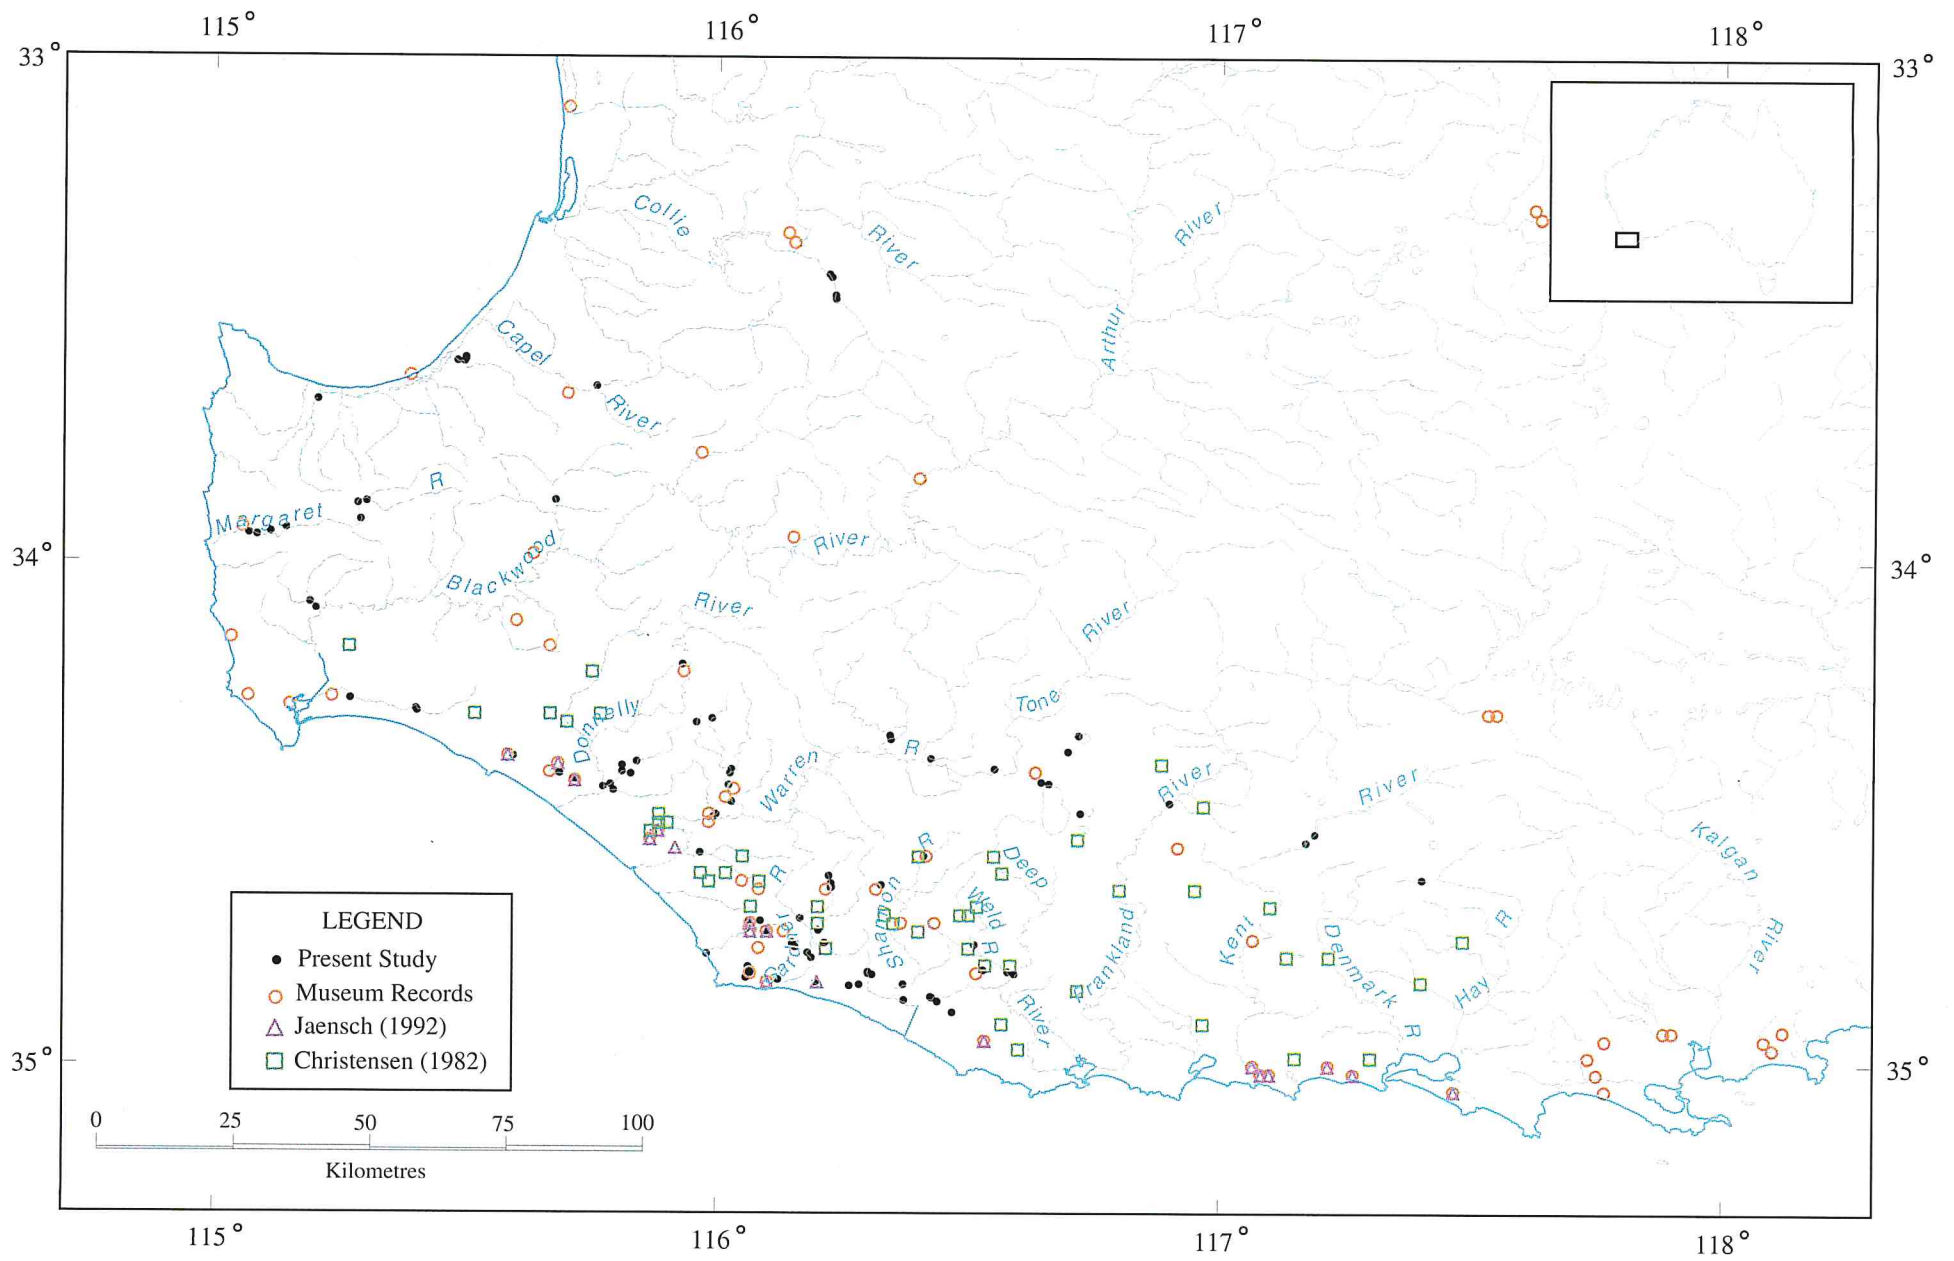 115° 116° 117° 118°
33° 33°
Collie River
River
Arthur
Capel River
Margaret R
34° 34°
Blackwood River
River
River
Donnelly
Tone R
Warren R
River
River
Kalgan River
Gardner
Shannon R
Weld R
Deep River
Frankland
Kent
Denmark R
Hay R
LEGEND
Present Study
Museum Records
Jaensch (1992)
Christensen (1982)
35° 35°
0 25 50 75 100
Kilometres
115° 116° 117° 118°